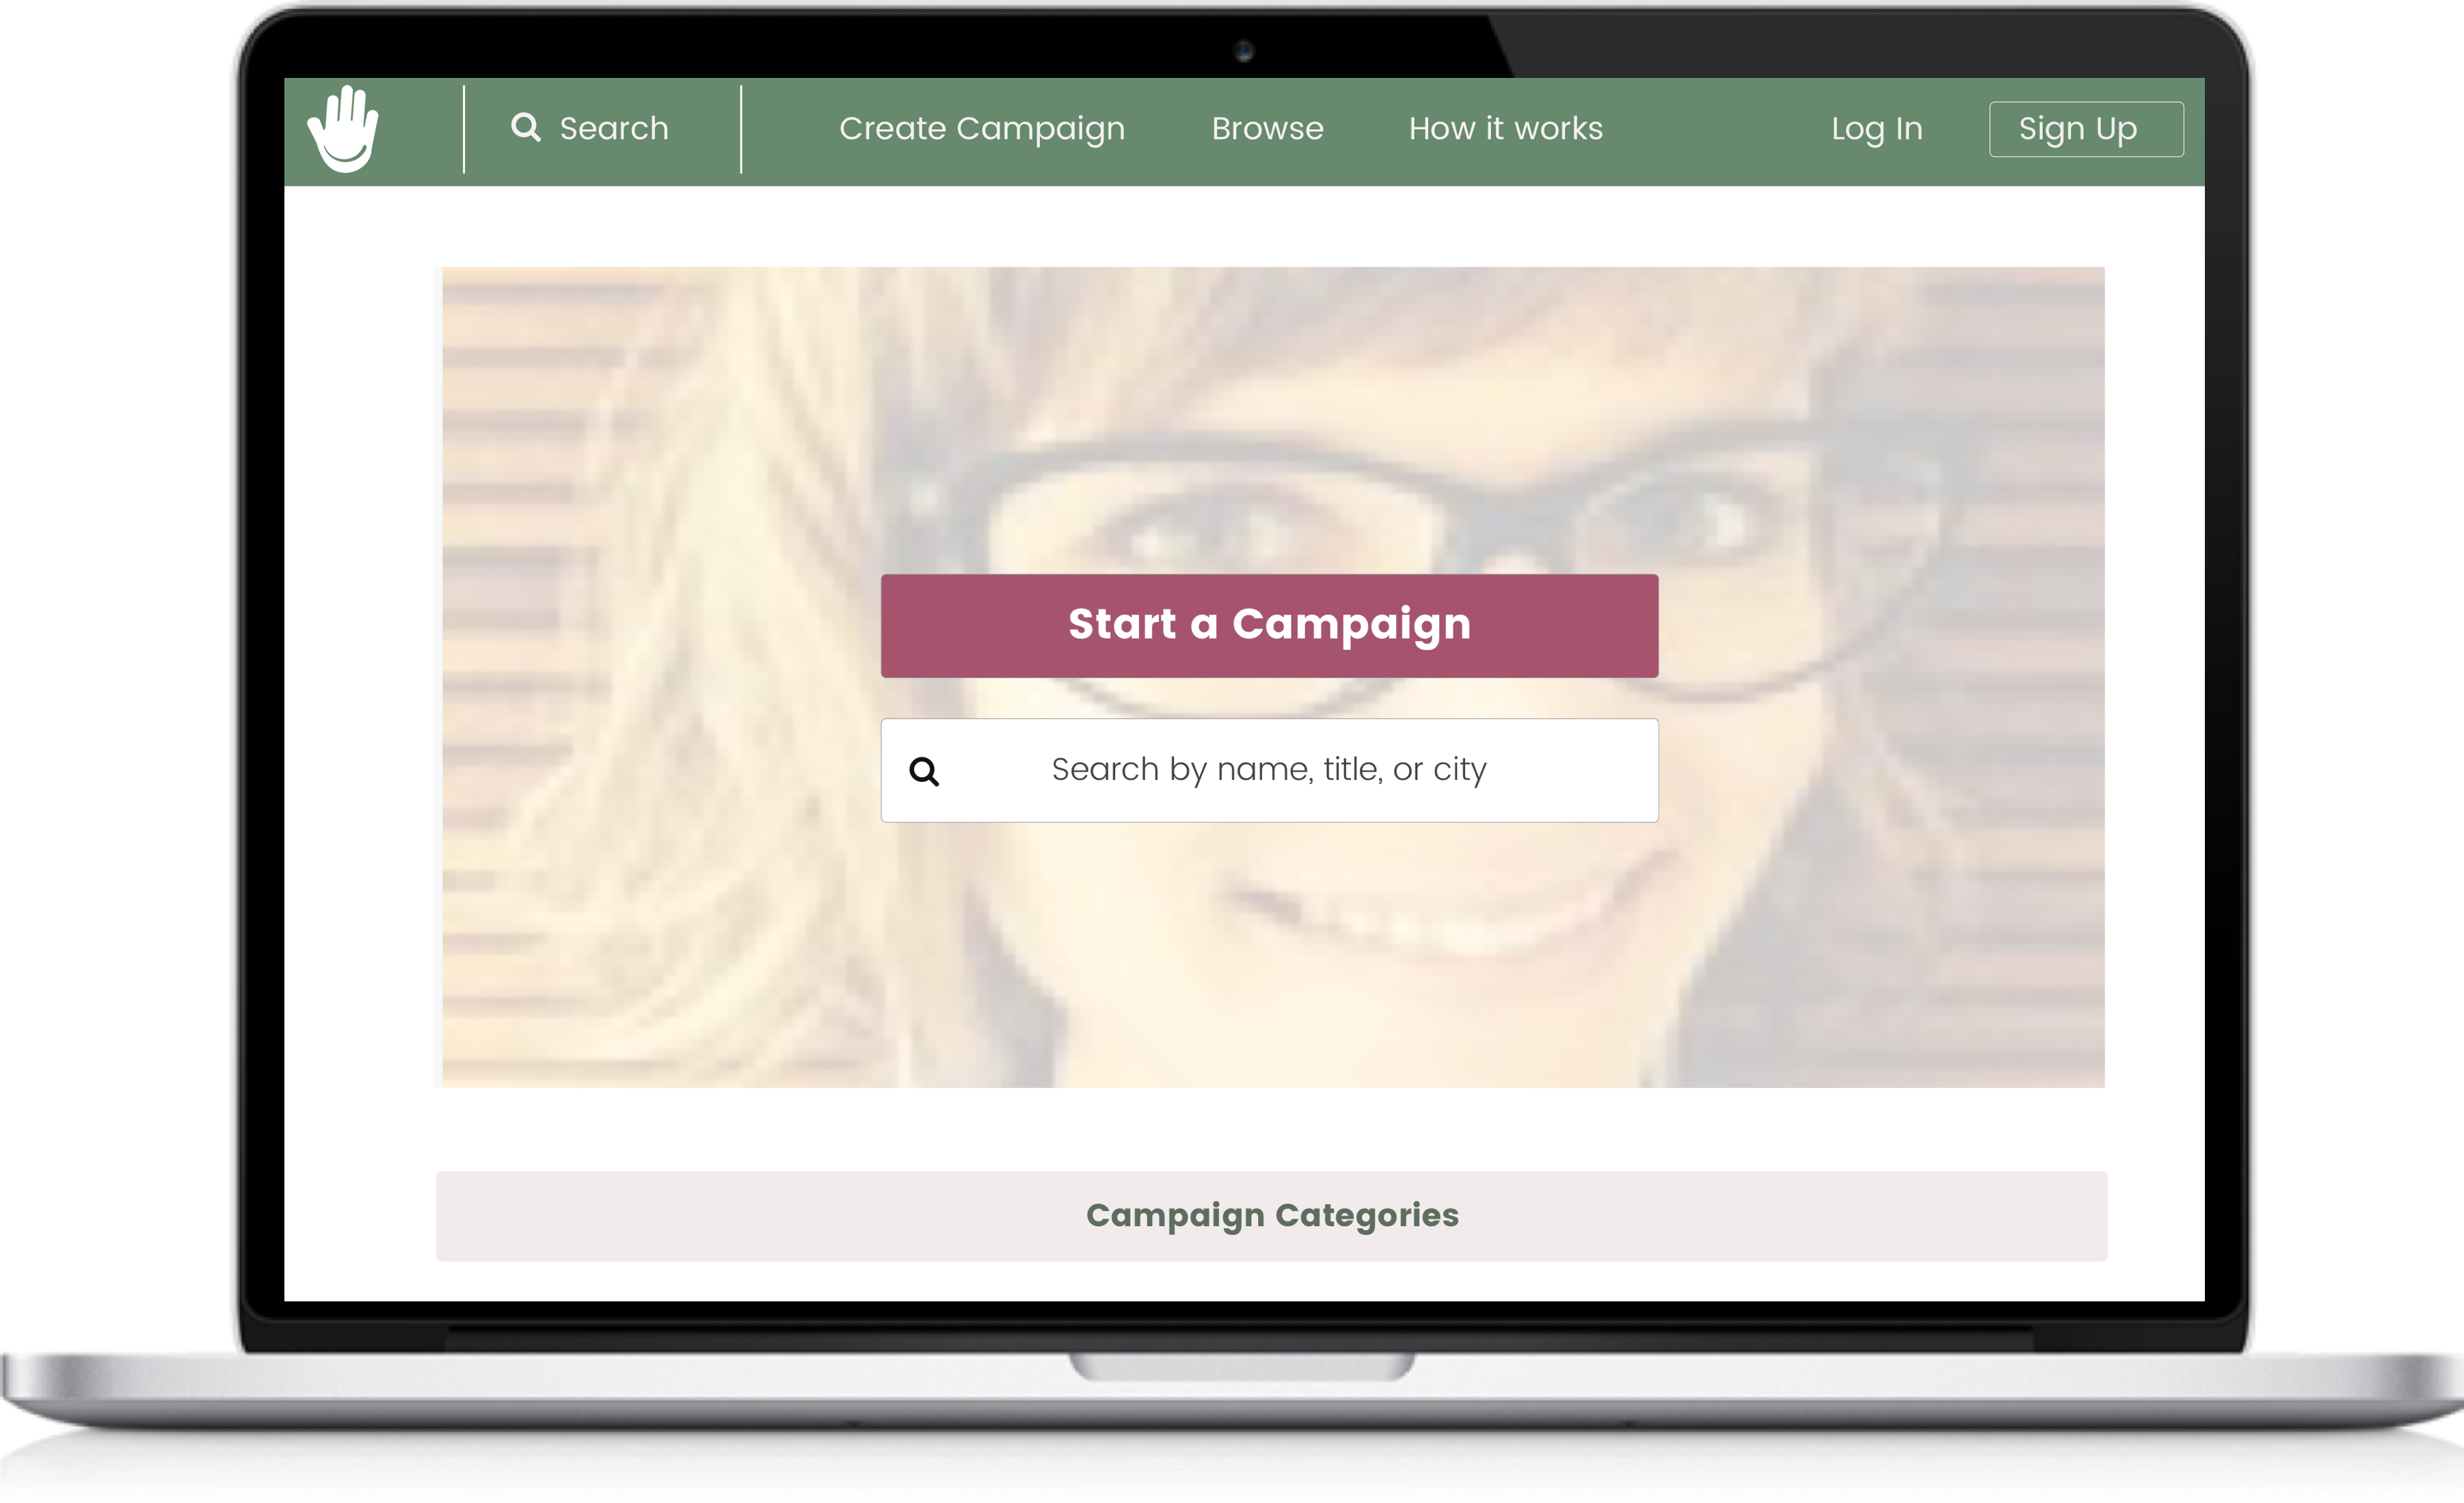 Search
Create Campaign
Browse
How it works
Log In
Sign Up
Start a Campaign
Search by name, title, or city
Campaign Categories